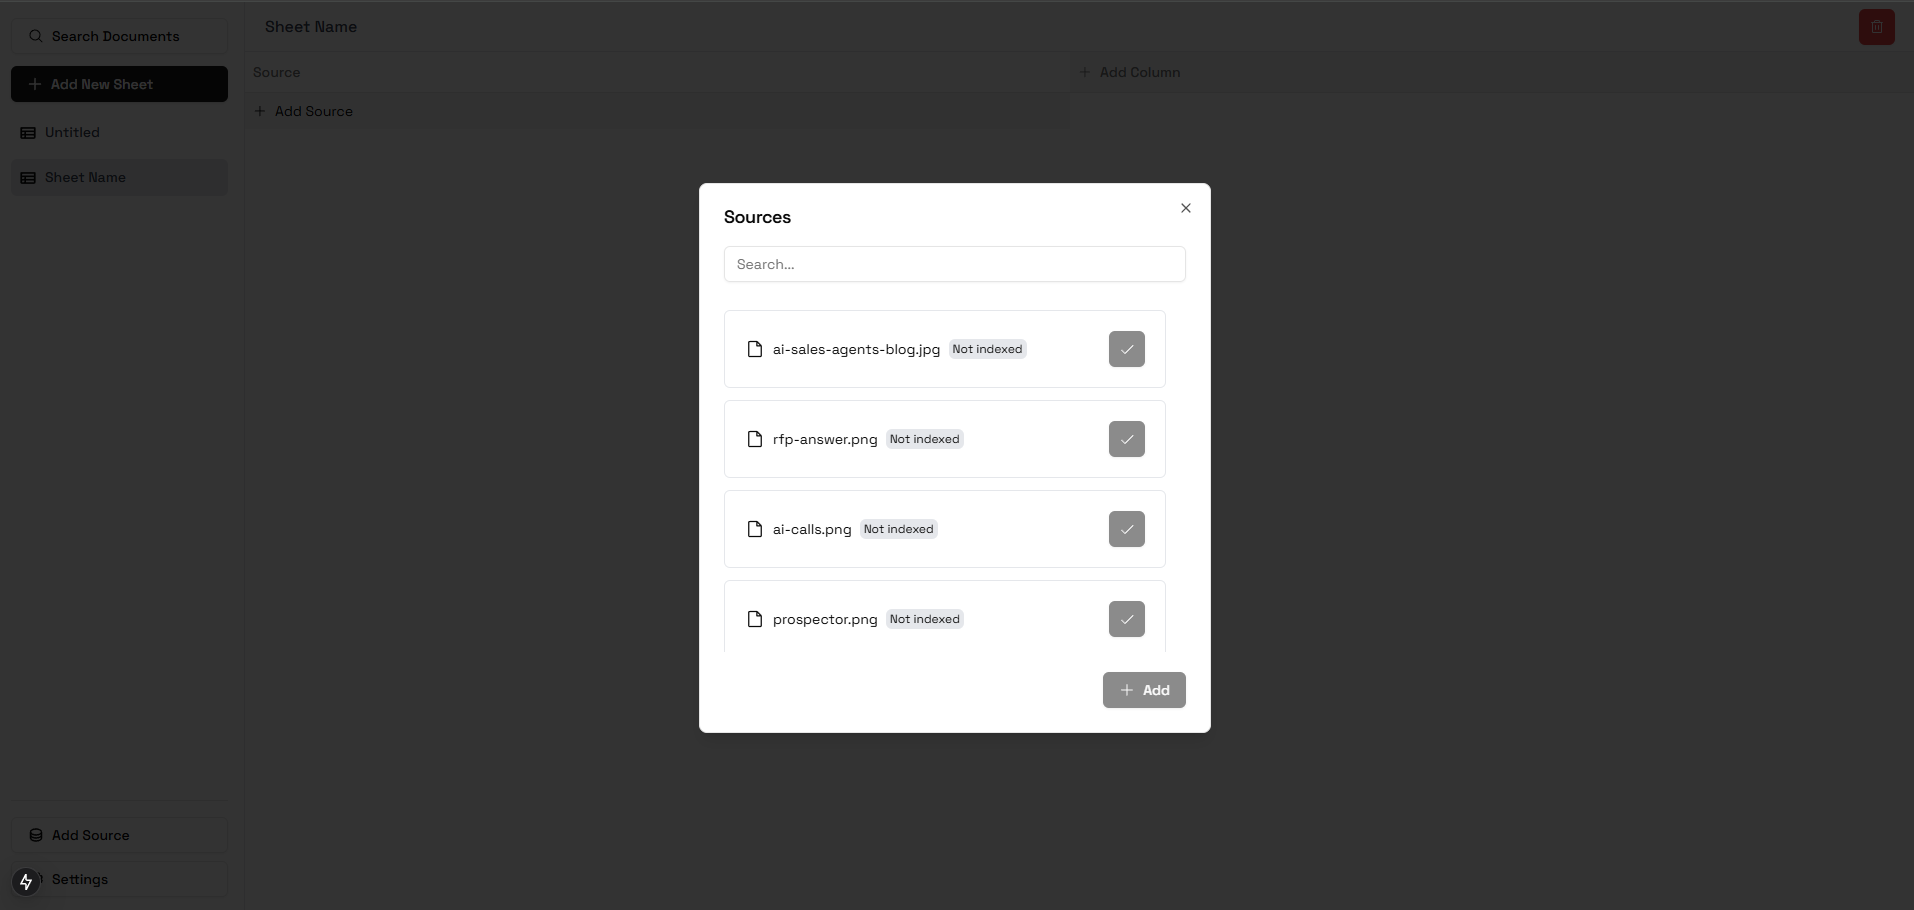 Search Documents
Add New Sheet
Untitled
Sheet Name
Add Source
Settings
Sheet Name
Source
Add Column
Add Source
Sources
Search...
ai-sales-agents-blog.jpg Not indexed
rfp-answer.png Not indexed
ai-calls.png Not indexed
prospector.png Not indexed
Add